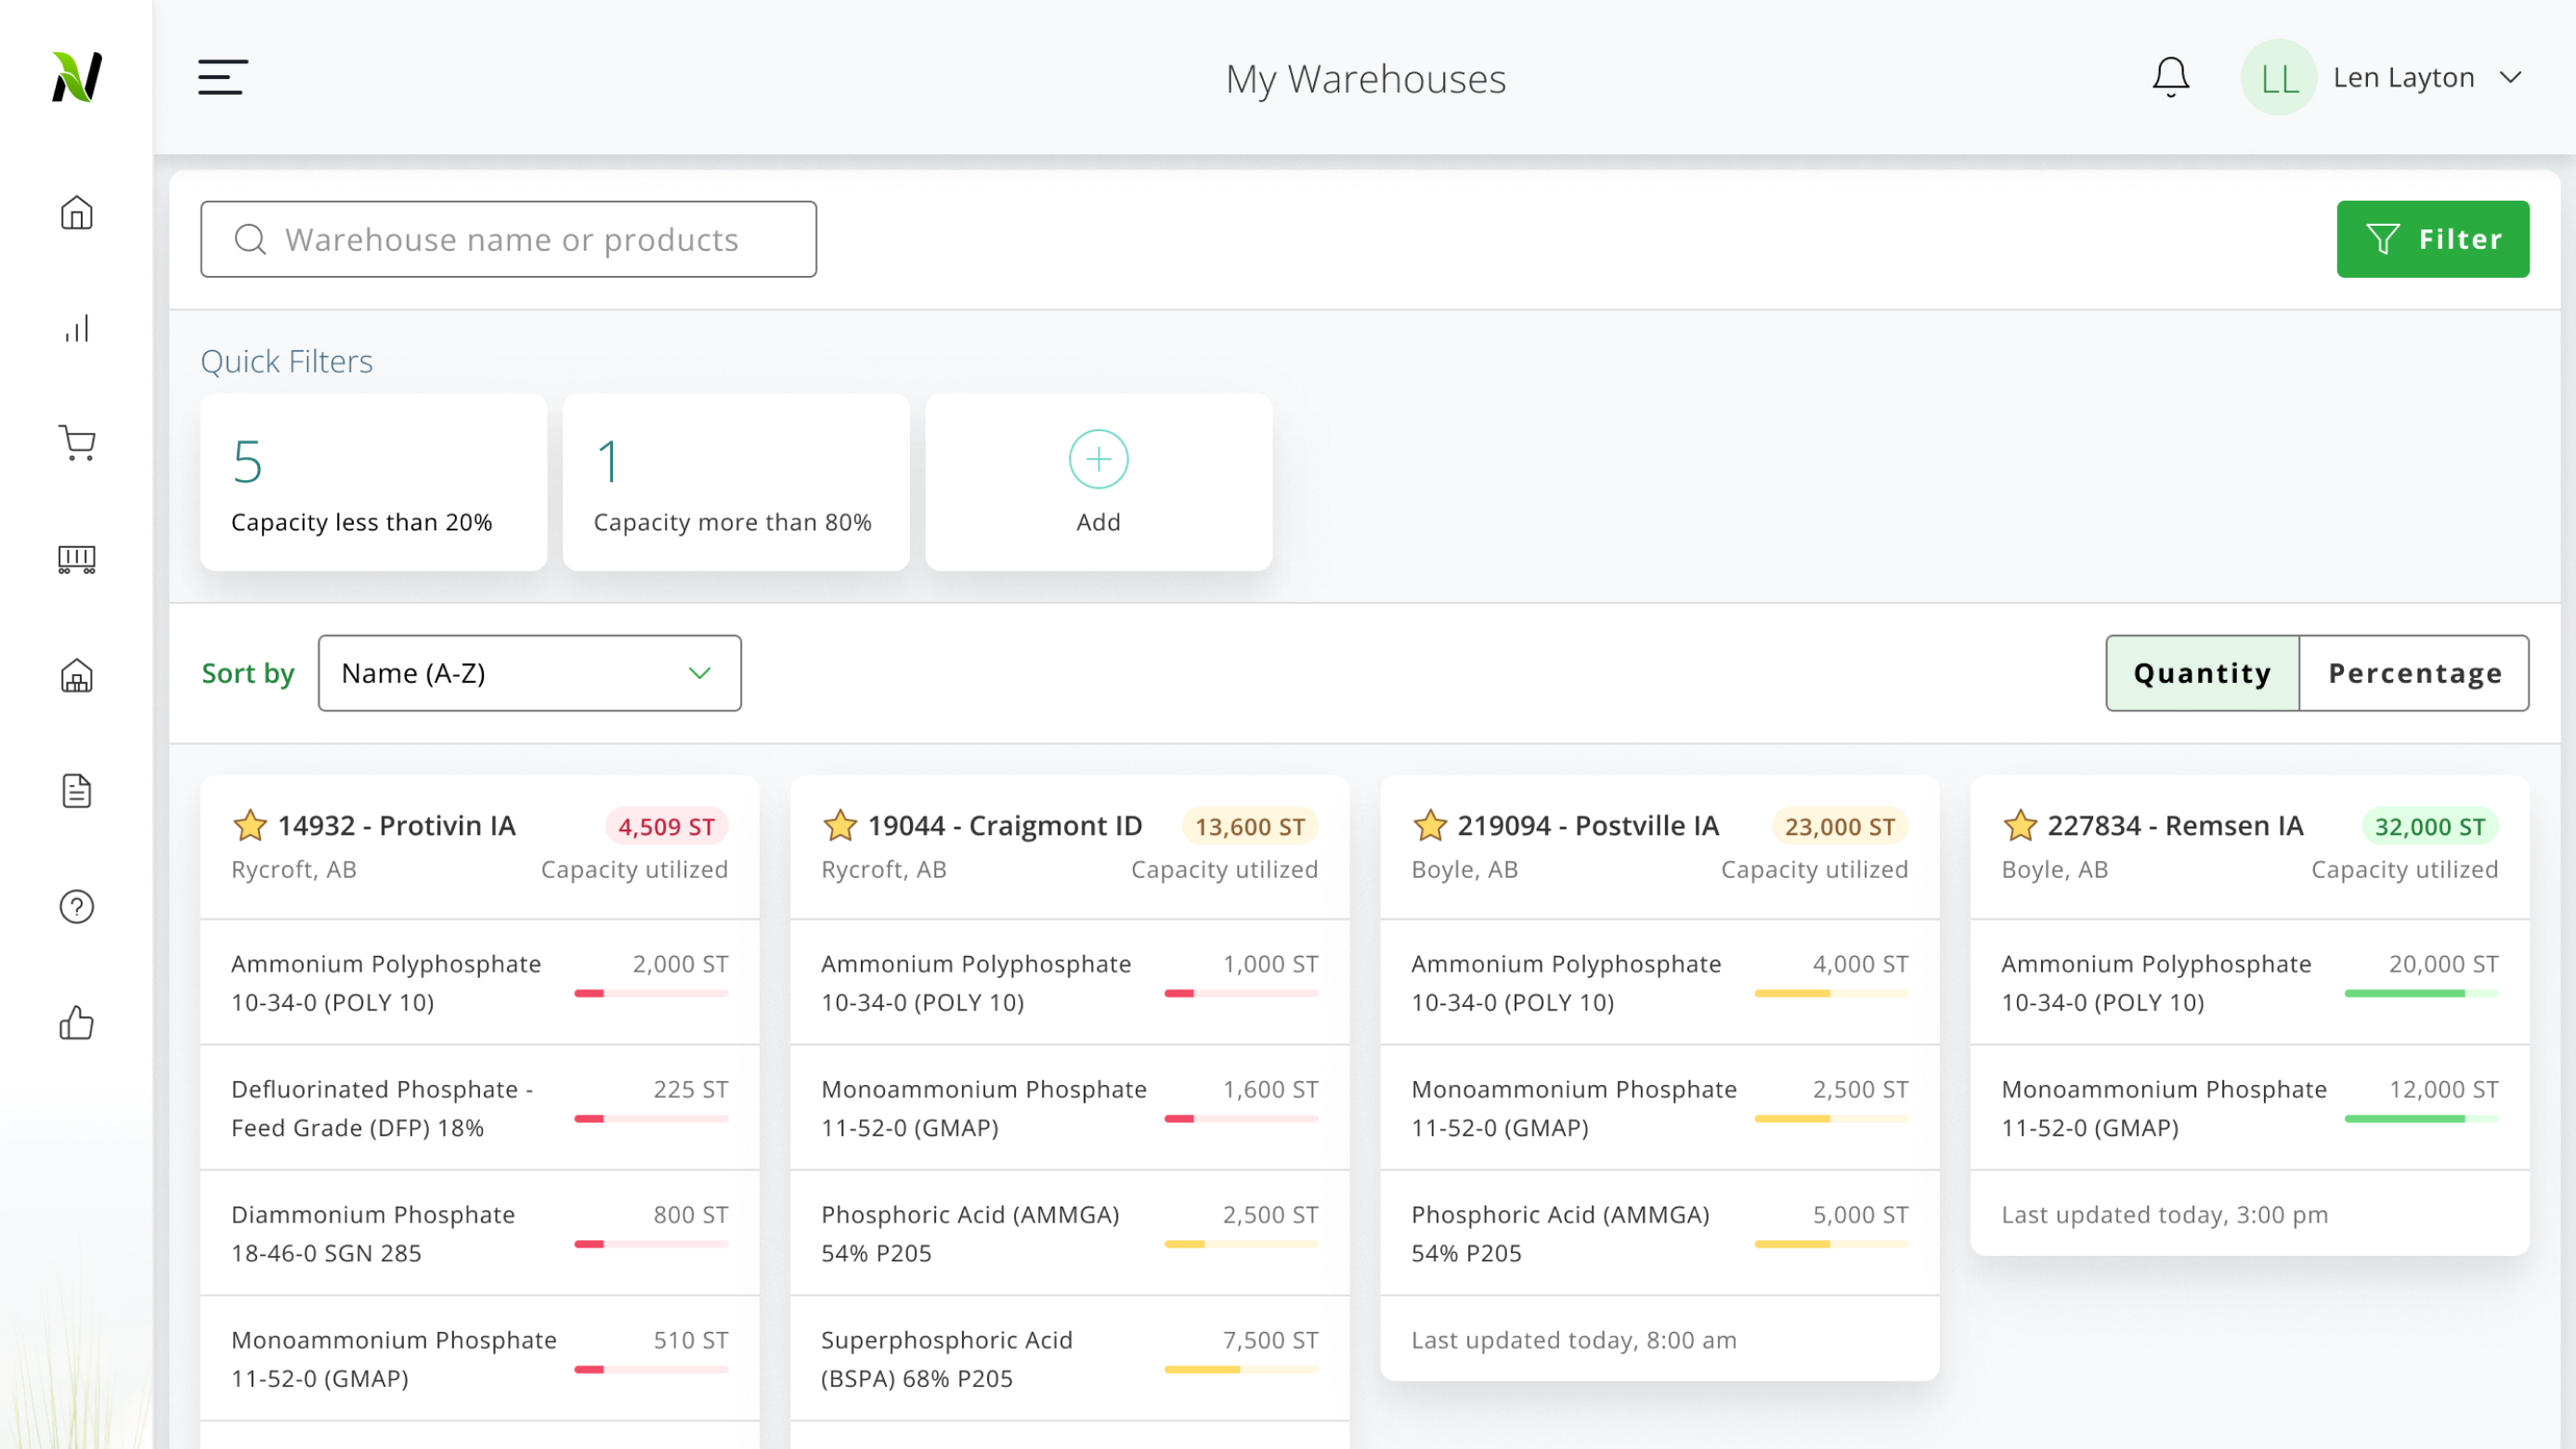 My Warehouses
LL Len Layton
Warehouse name or products
Filter
Quick Filters
5
Capacity less than 20%
1
Capacity more than 80%
Add
Sort by
Name (A-Z)
Quantity
Percentage
14932 - Protivin IA 4,509 ST
Rycroft, AB Capacity utilized
Ammonium Polyphosphate 2,000 ST
10-34-0 (POLY 10)
Defluorinated Phosphate - 225 ST
Feed Grade (DFP) 18%
Diammonium Phosphate 800 ST
18-46-0 SGN 285
Monoammonium Phosphate 510 ST
11-52-0 (GMAP)
19044 - Craigmont ID 13,600 ST
Rycroft, AB Capacity utilized
Ammonium Polyphosphate 1,000 ST
10-34-0 (POLY 10)
Monoammonium Phosphate 1,600 ST
11-52-0 (GMAP)
Phosphoric Acid (AMMGA) 2,500 ST
54% P205
Superphosphoric Acid 7,500 ST
(BSPA) 68% P205
219094 - Postville IA 23,000 ST
Boyle, AB Capacity utilized
Ammonium Polyphosphate 4,000 ST
10-34-0 (POLY 10)
Monoammonium Phosphate 2,500 ST
11-52-0 (GMAP)
Phosphoric Acid (AMMGA) 5,000 ST
54% P205
Last updated today, 8:00 am
227834 - Remsen IA 32,000 ST
Boyle, AB Capacity utilized
Ammonium Polyphosphate 20,000 ST
10-34-0 (POLY 10)
Monoammonium Phosphate 12,000 ST
11-52-0 (GMAP)
Last updated today, 3:00 pm